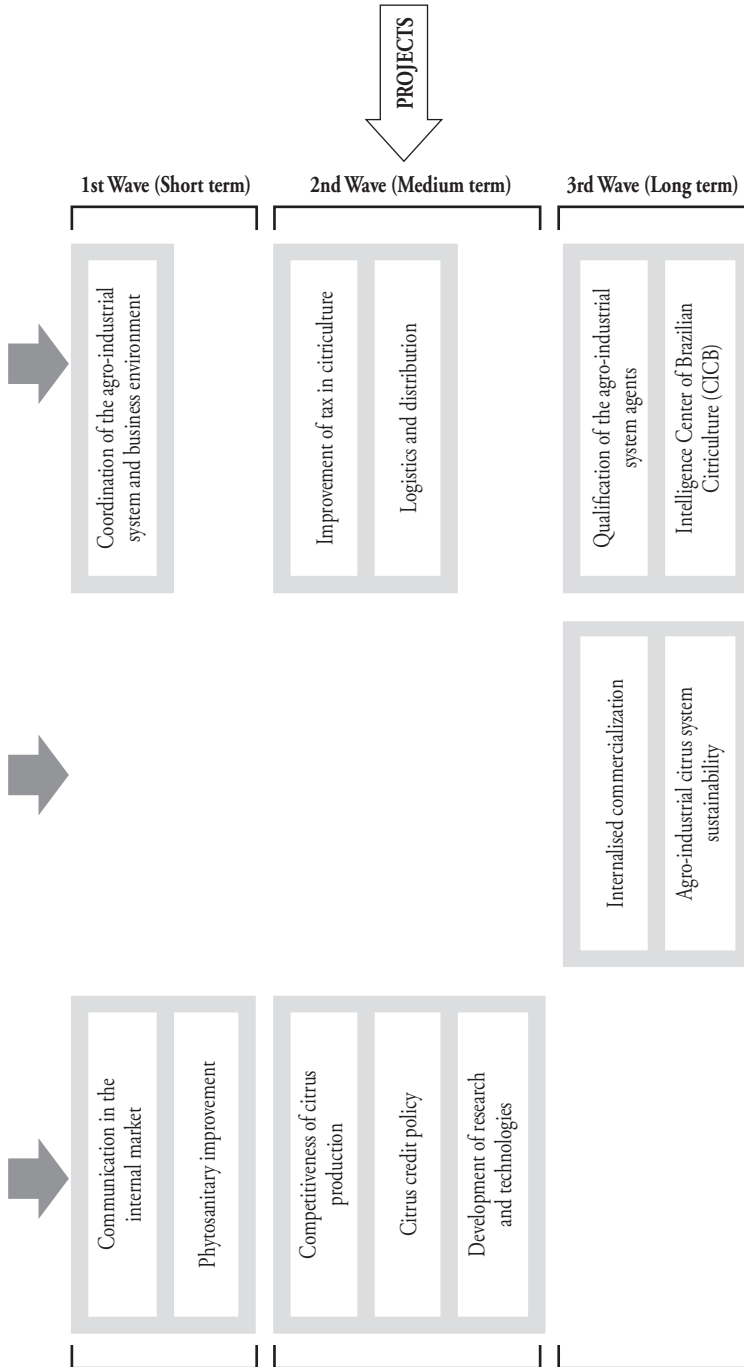 PROJECTS
1st Wave (Short term)
2nd Wave (Medium term)
3rd Wave (Long term)
Coordination of the agro-industrial
system and business environment
Improvement of tax in citriculture
Logistics and distribution
Qualification of the agro-industrial
system agents
Intelligence Center of Brazilian
Citriculture (CICB)
Internalised commercialization
Agro-industrial citrus system
sustainability
Communication in the
internal market
Phytosanitary improvement
Competitiveness of citrus
production
Citrus credit policy
Development of research
and technologies